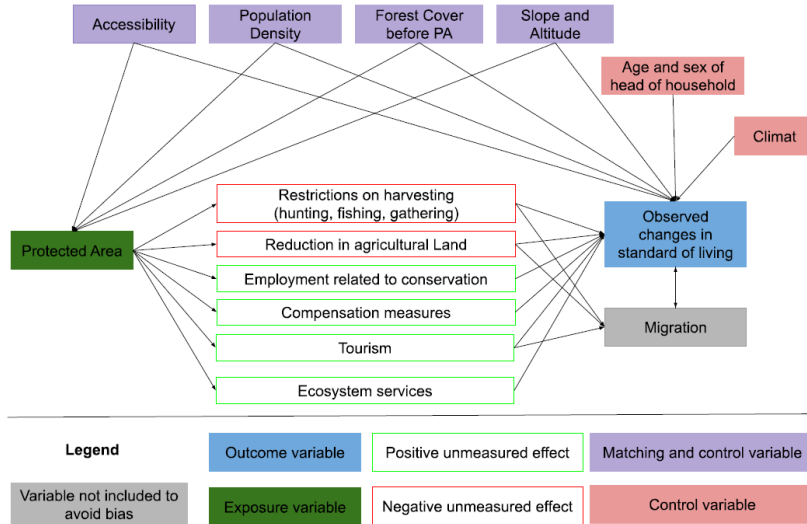 Accessibility
Population
Density
Forest Cover
before PA
Slope and
Altitude
Age and sex of
head of household
Climat
Restrictions on harvesting
(hunting, fishing, gathering)
Observed
changes in
standard of living
Protected Area
Reduction in agricultural Land
Employment related to conservation
Compensation measures
Migration
Tourism
Ecosystem services
Legend
Outcome variable
Positive unmeasured effect
Matching and control variable
Variable not included to
avoid bias
Exposure variable
Negative unmeasured effect
Control variable